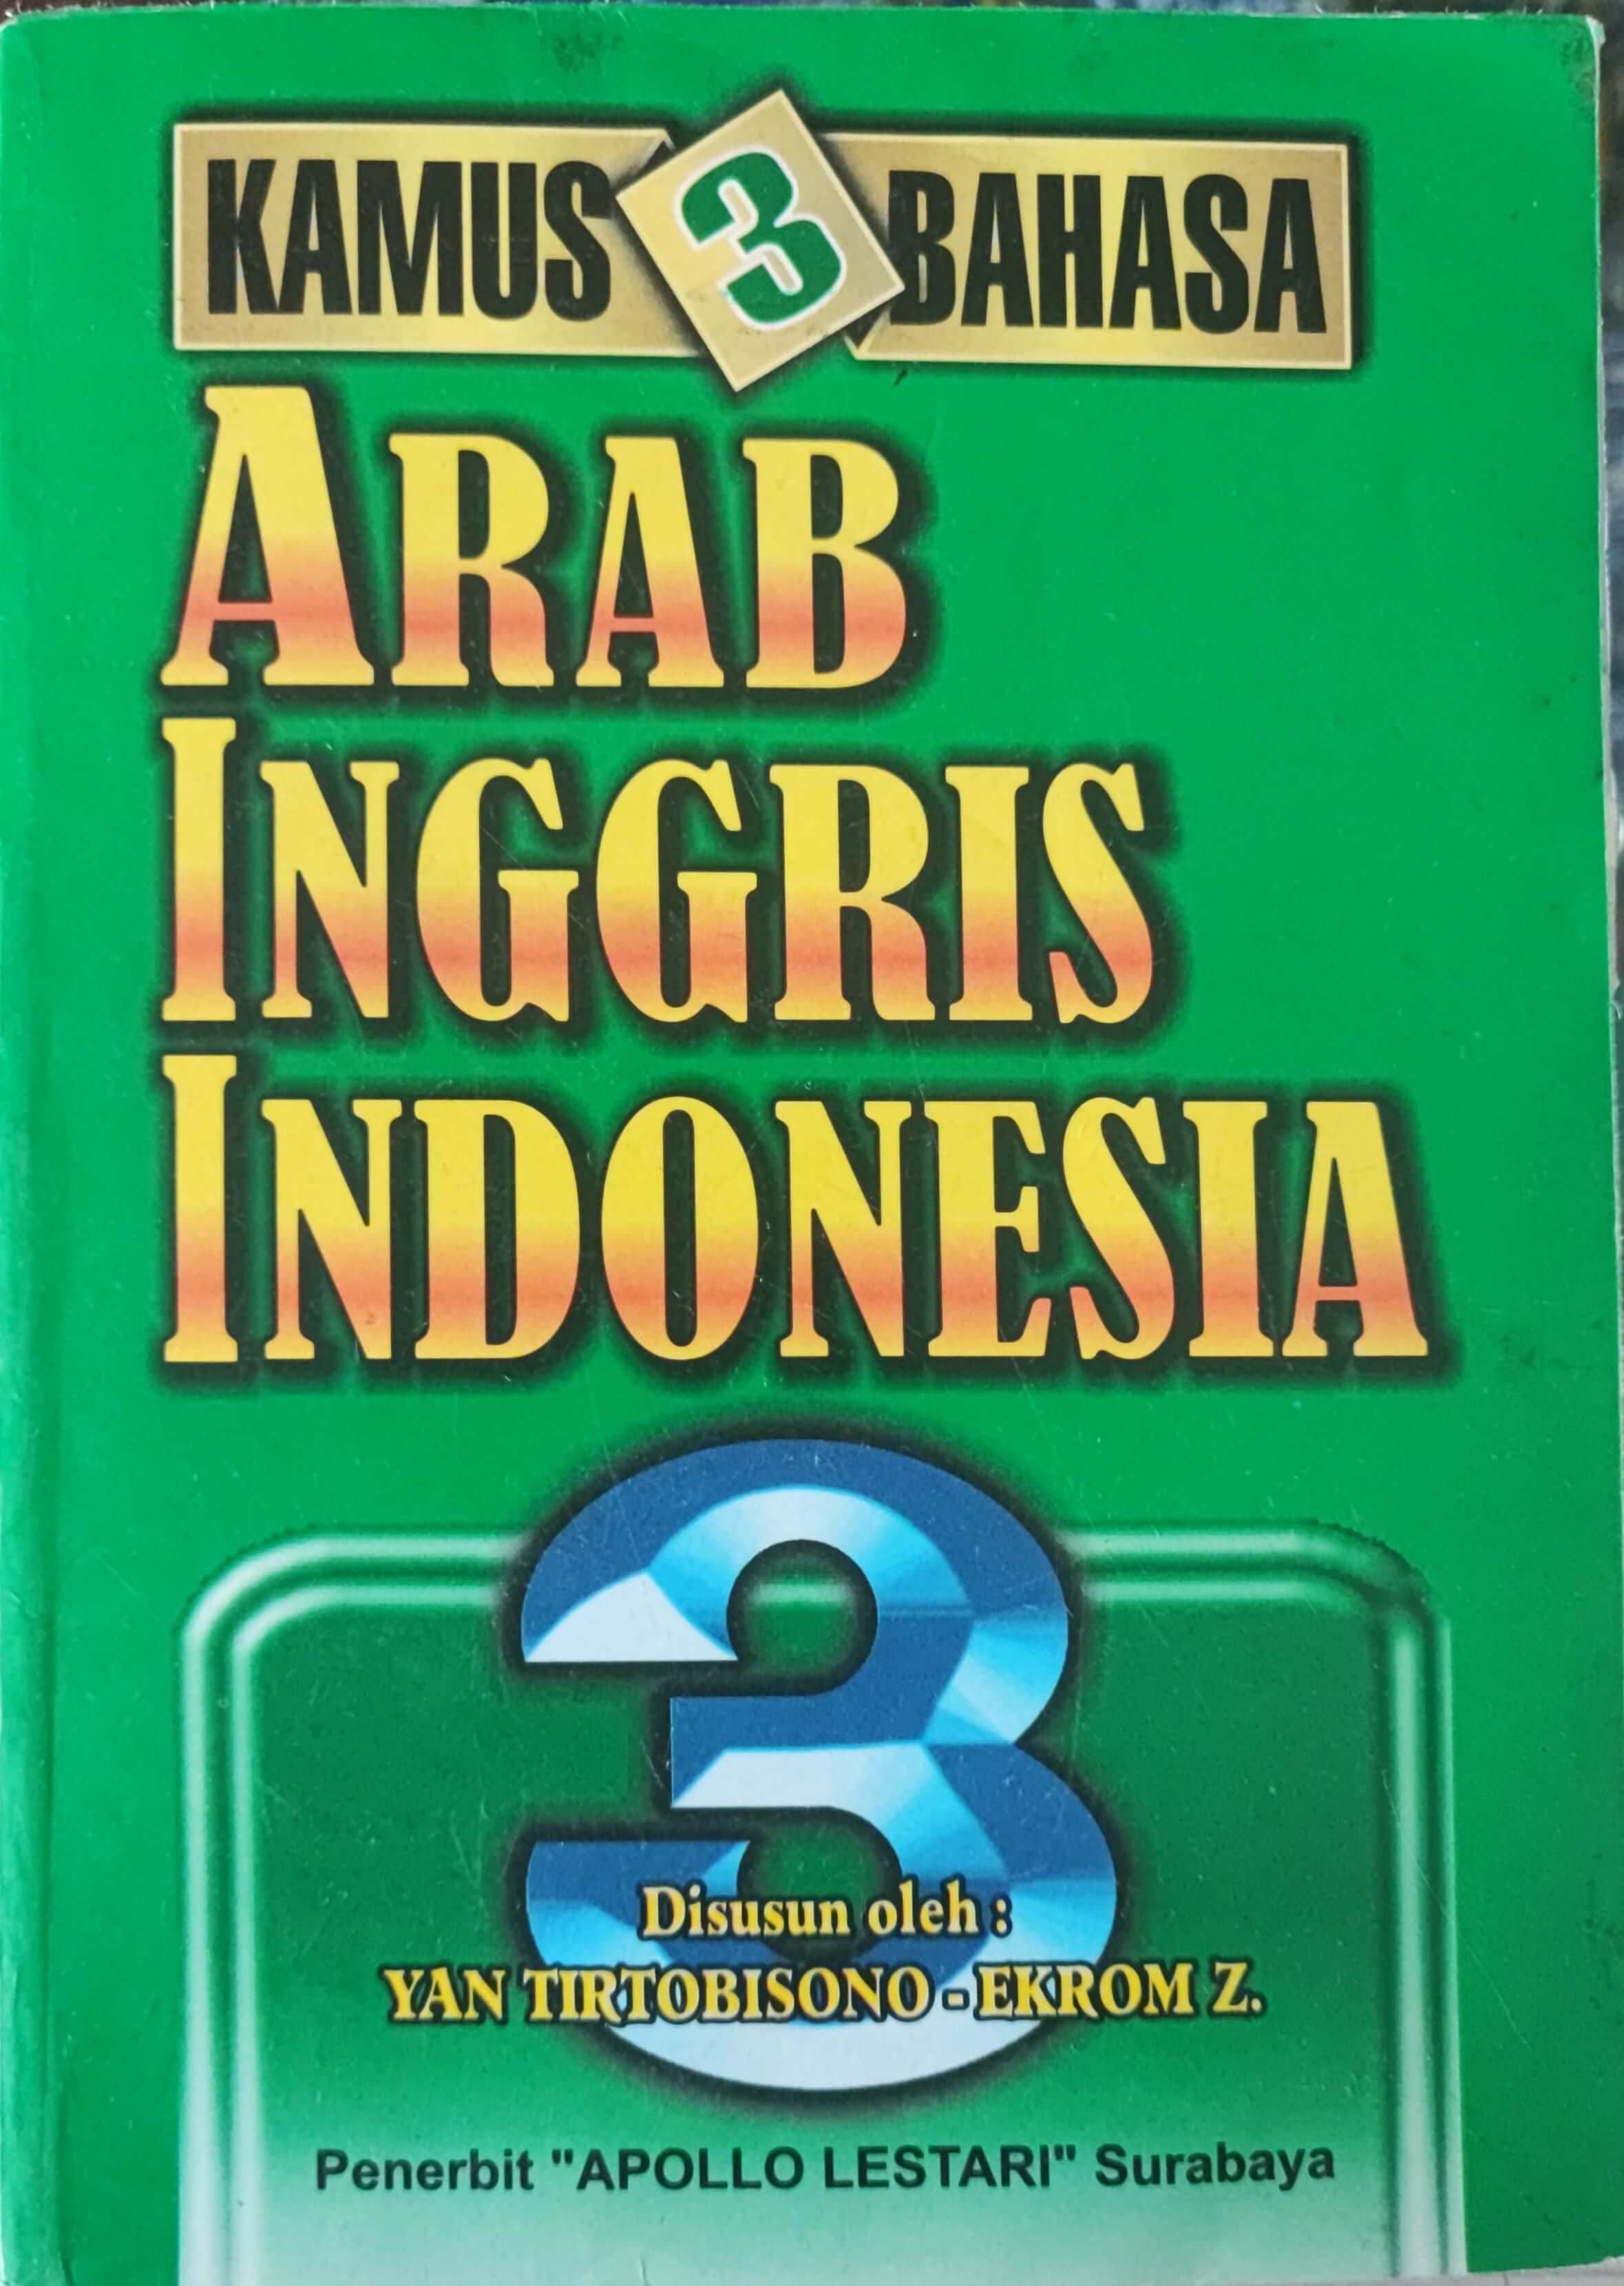 KAMUS 3 BAHASA
ARAB
INGGRIS
INDONESIA
3
Disusun oleh :
YAN TIRTOBISONO - EKROM Z.
Penerbit "APOLLO LESTARI" Surabaya